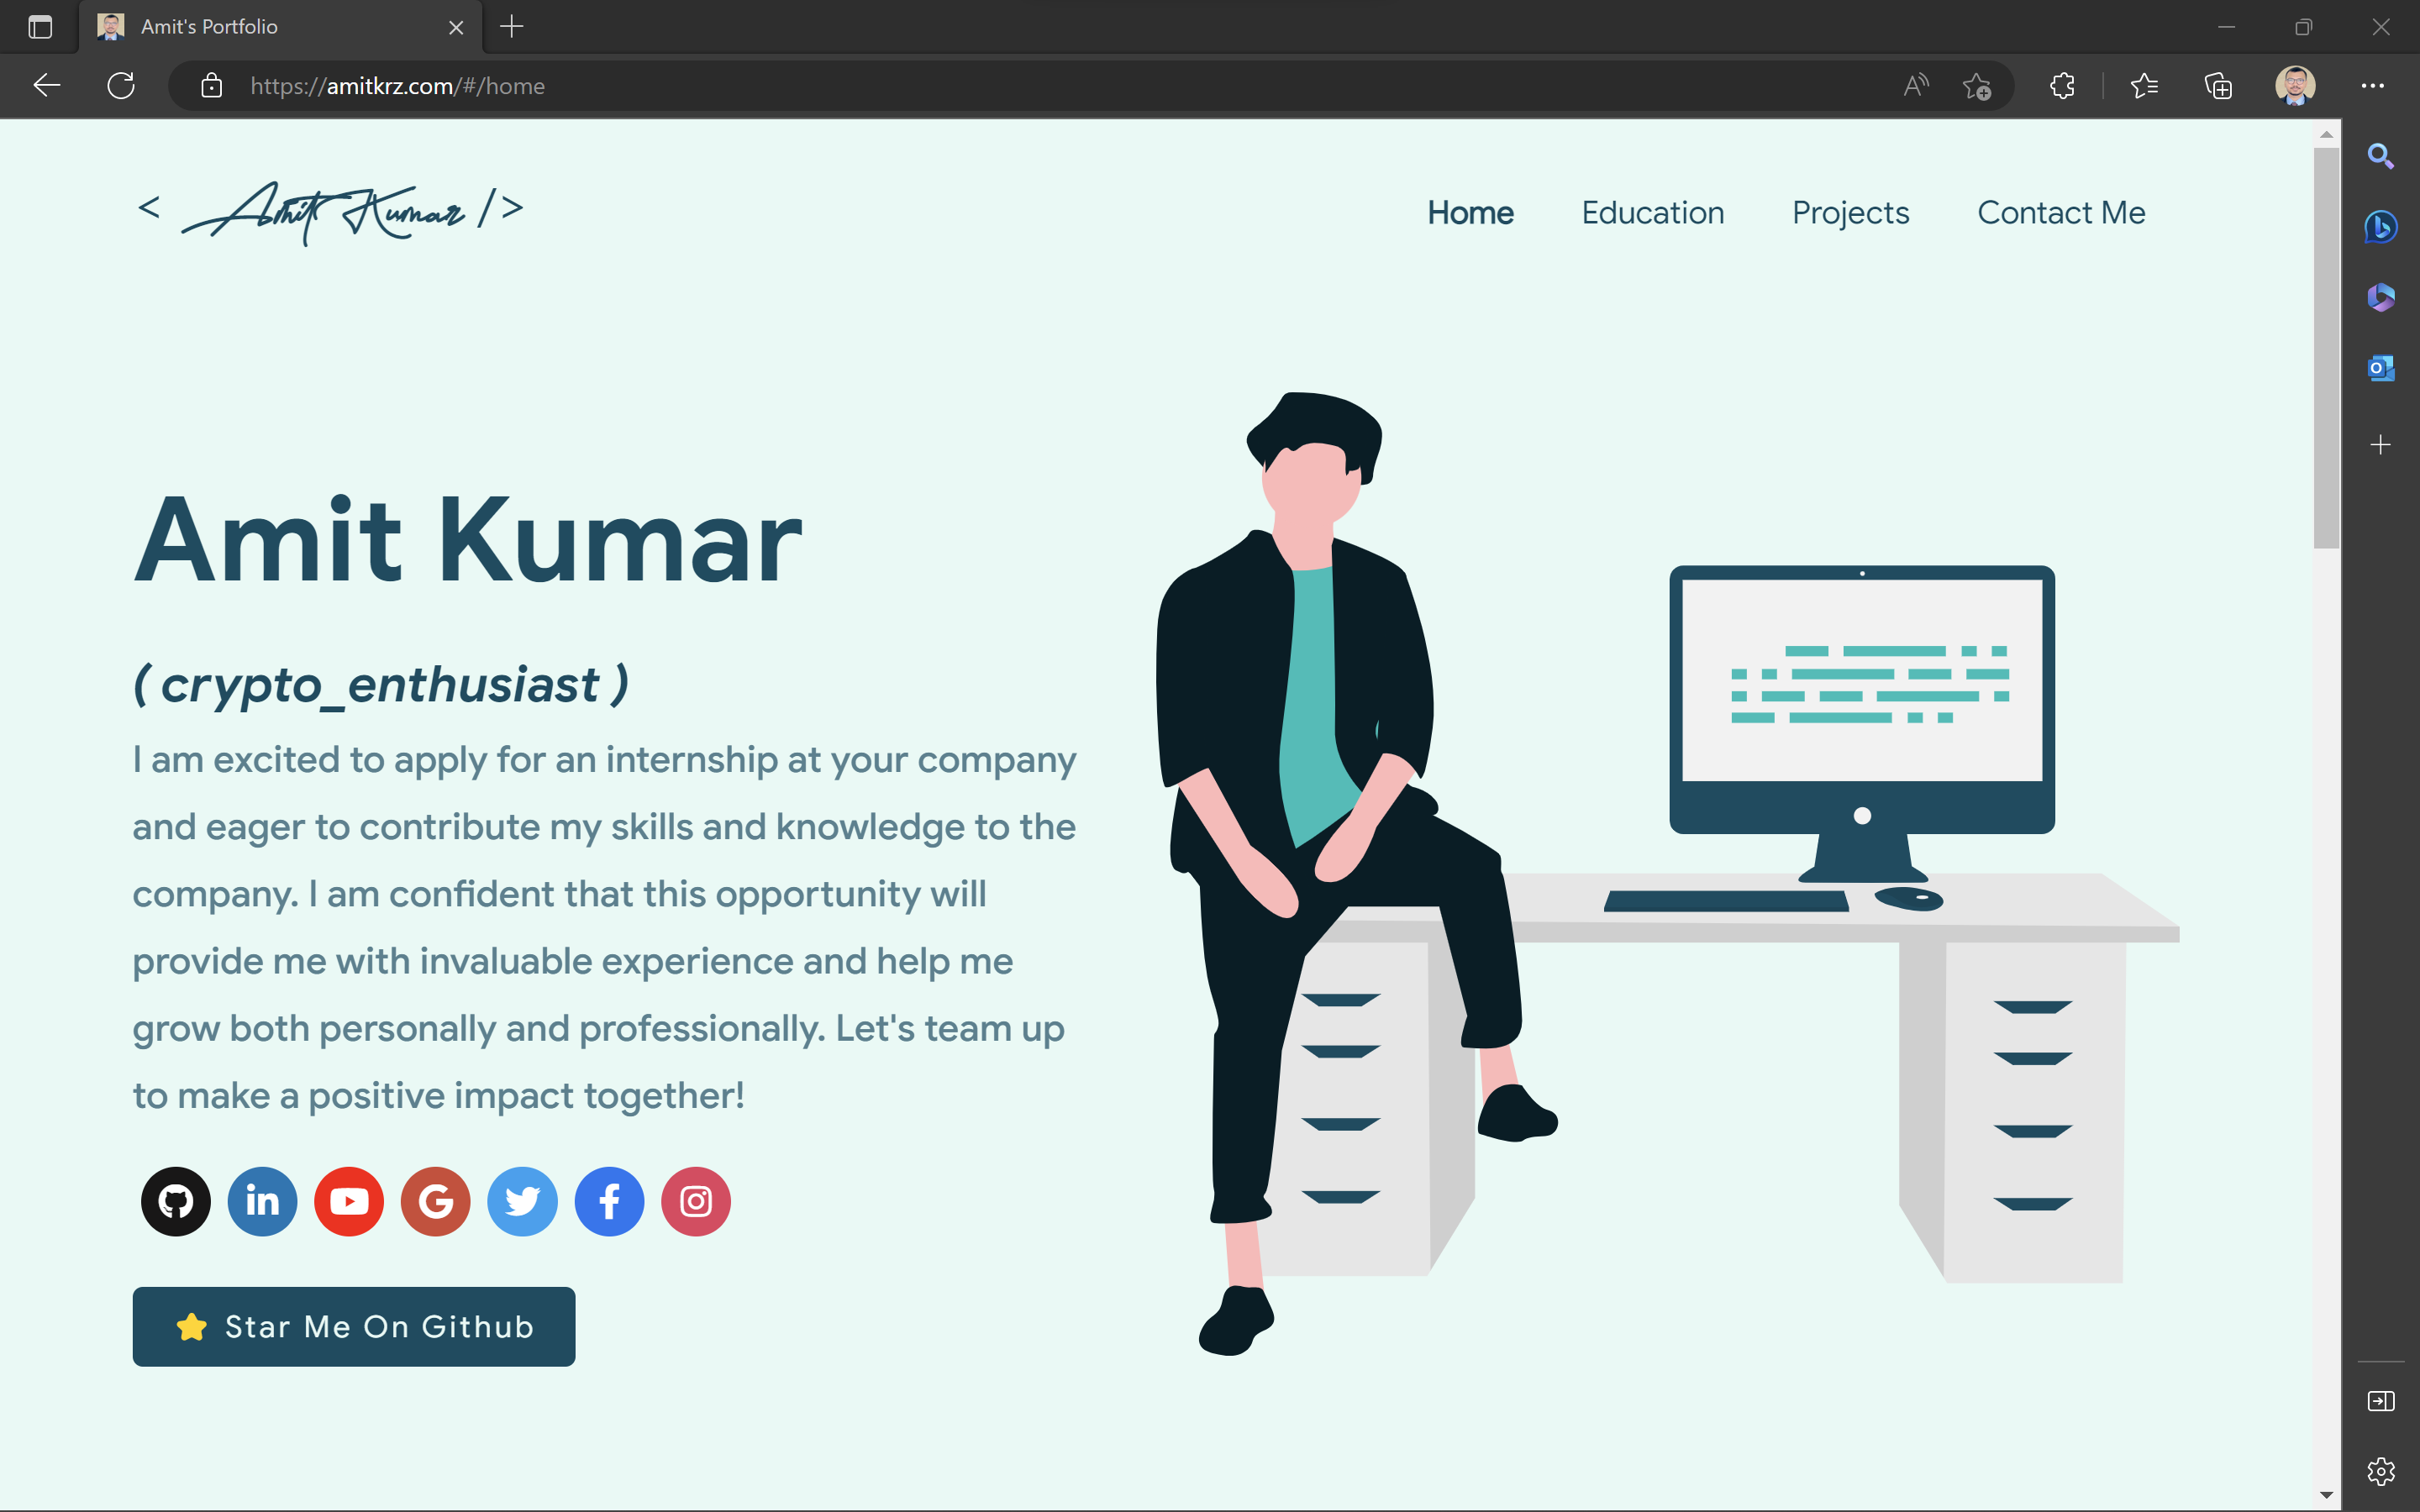 Amit's Portfolio
https://amitkrz.com/#/home
< Amit Kumar />
Home Education Projects Contact Me
Amit Kumar
( crypto_enthusiast )
I am excited to apply for an internship at your company
and eager to contribute my skills and knowledge to the
company. I am confident that this opportunity will
provide me with invaluable experience and help me
grow both personally and professionally. Let's team up
to make a positive impact together!
Star Me On Github